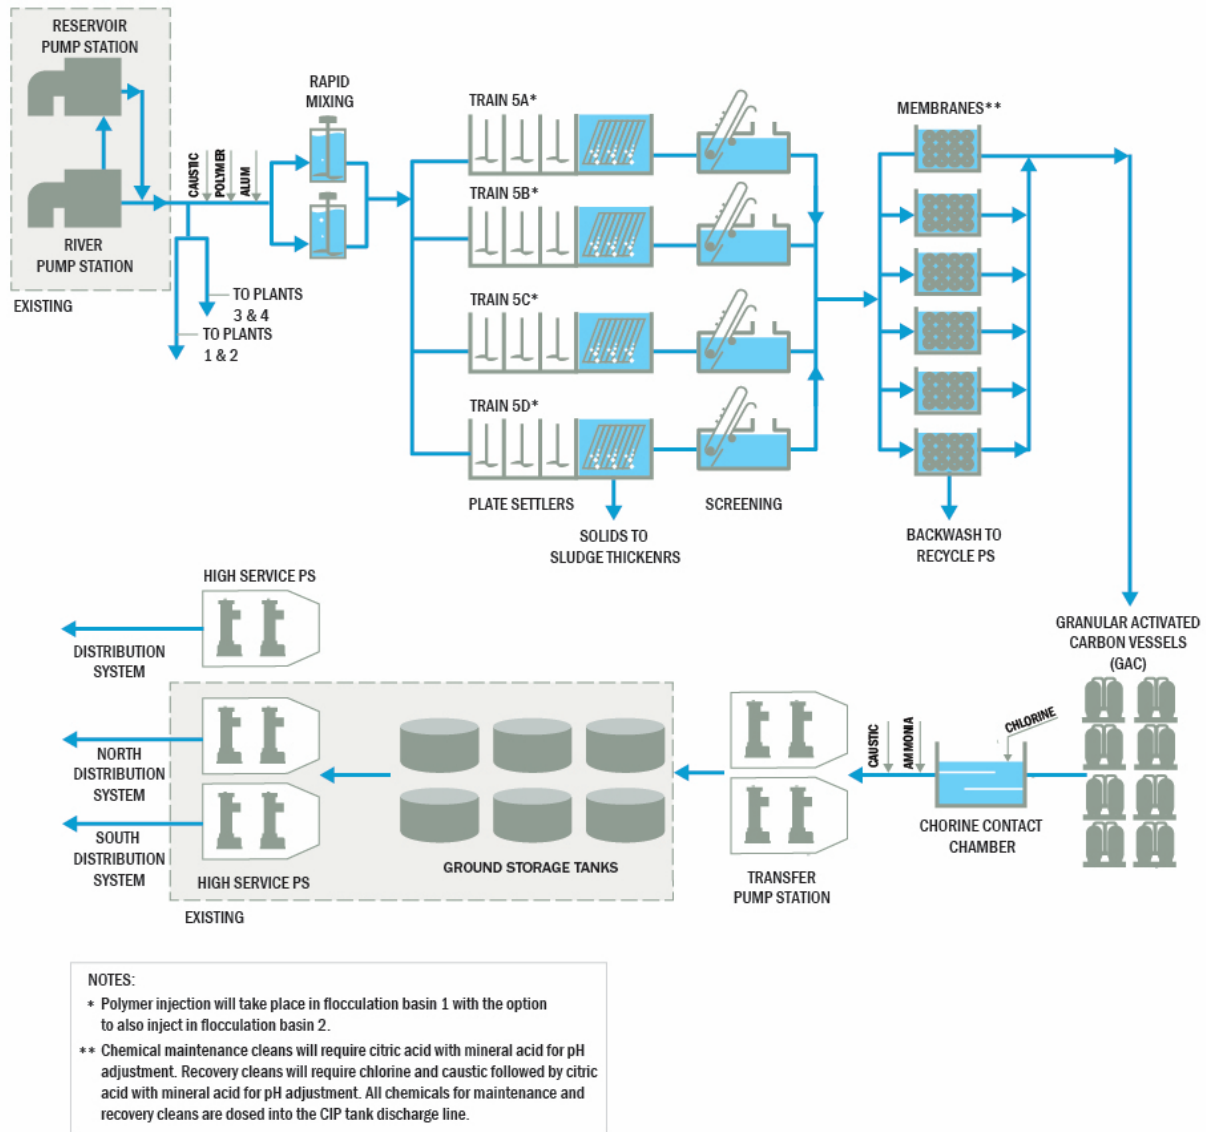 RESERVOIR
PUMP STATION
RIVER
PUMP STATION
EXISTING
CAUSTIC
POLYMER
ALUM
TO PLANTS
3 & 4
TO PLANTS
1 & 2
RAPID
MIXING
TRAIN 5A*
TRAIN 5B*
TRAIN 5C*
TRAIN 5D*
PLATE SETTLERS
SCREENING
SOLIDS TO
SLUDGE THICKENRS
MEMBRANES**
BACKWASH TO
RECYCLE PS
GRANULAR ACTIVATED
CARBON VESSELS
(GAC)
CHLORINE
CHORINE CONTACT
CHAMBER
CAUSTIC
AMMONIA
TRANSFER
PUMP STATION
GROUND STORAGE TANKS
HIGH SERVICE PS
DISTRIBUTION
SYSTEM
NORTH
DISTRIBUTION
SYSTEM
SOUTH
DISTRIBUTION
SYSTEM
HIGH SERVICE PS
EXISTING
NOTES:
* Polymer injection will take place in flocculation basin 1 with the option
to also inject in flocculation basin 2.
** Chemical maintenance cleans will require citric acid with mineral acid for pH
adjustment. Recovery cleans will require chlorine and caustic followed by citric
acid with mineral acid for pH adjustment. All chemicals for maintenance and
recovery cleans are dosed into the CIP tank discharge line.